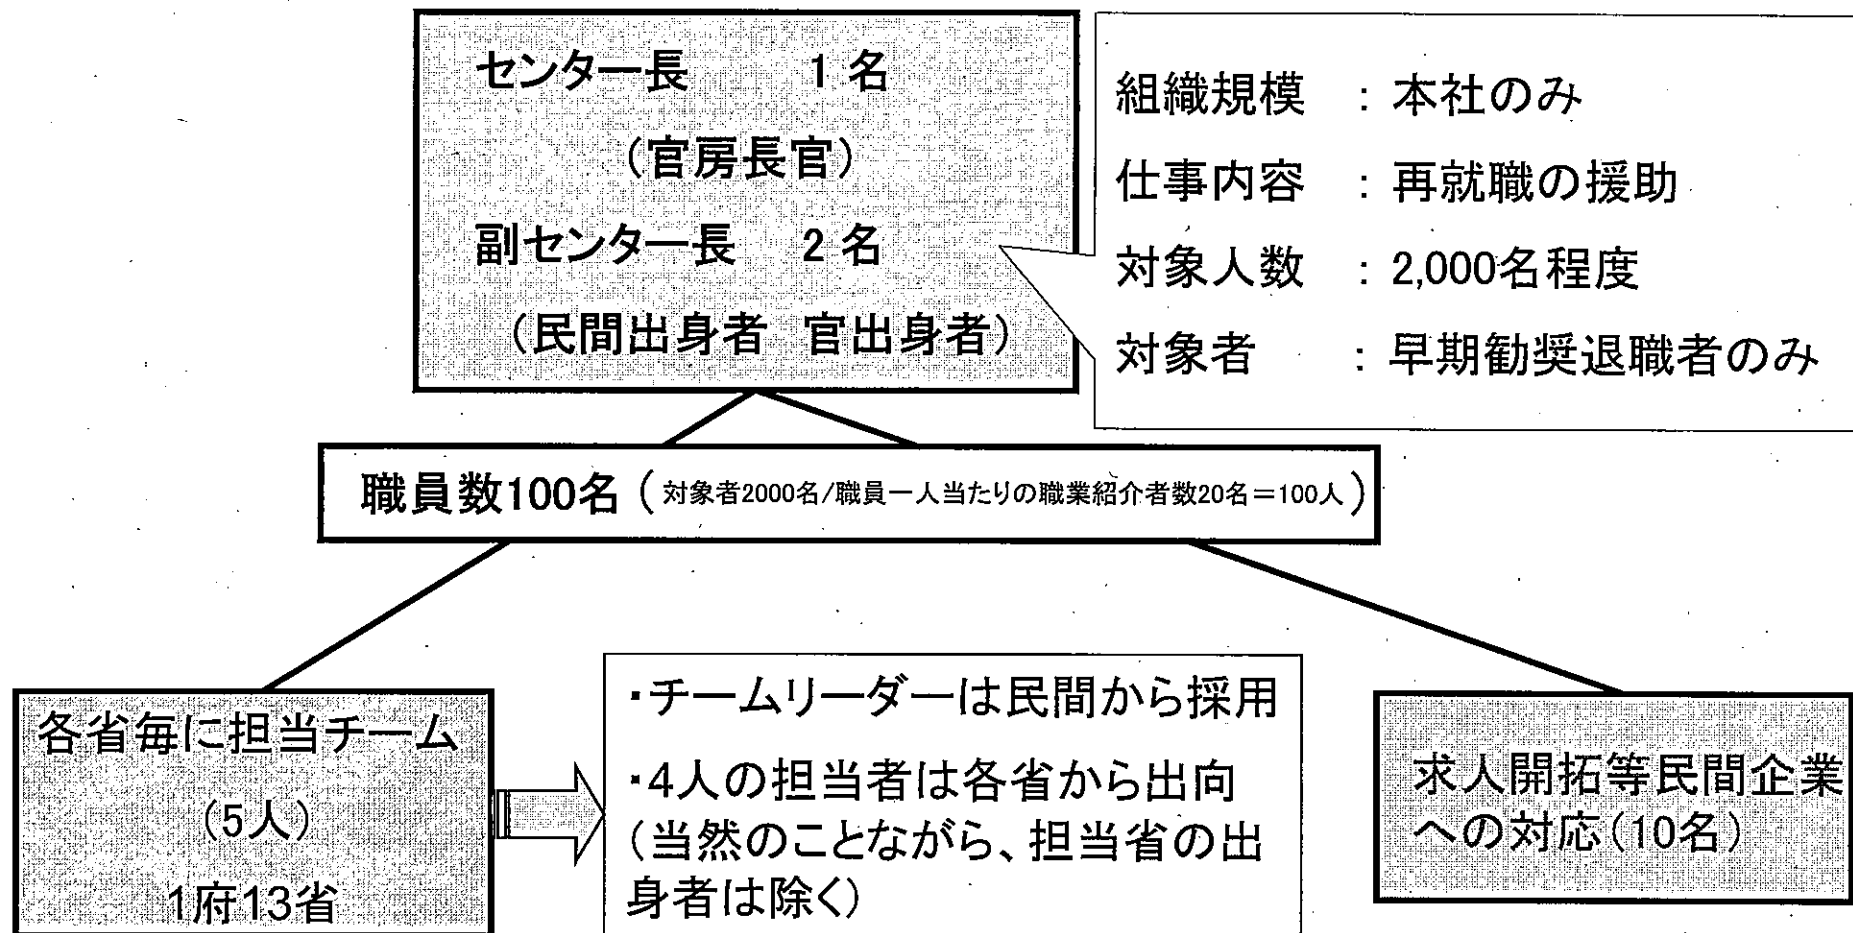 センター長　1 名
（官房長官）
副センター長　2 名
（民間出身者　官出身者）
組織規模　：本社のみ
仕事内容　：再就職の援助
対象人数　：2,000名程度
対象者　：早期勧奨退職者のみ
職員数100名（対象者2000名/職員一人当たりの職業紹介者数20名＝100人）
各省毎に担当チーム
（5人）
1府13省
・チームリーダーは民間から採用
・4人の担当者は各省から出向
（当然のことながら、担当省の出
身者は除く）
求人開拓等民間企業
への対応（10名）